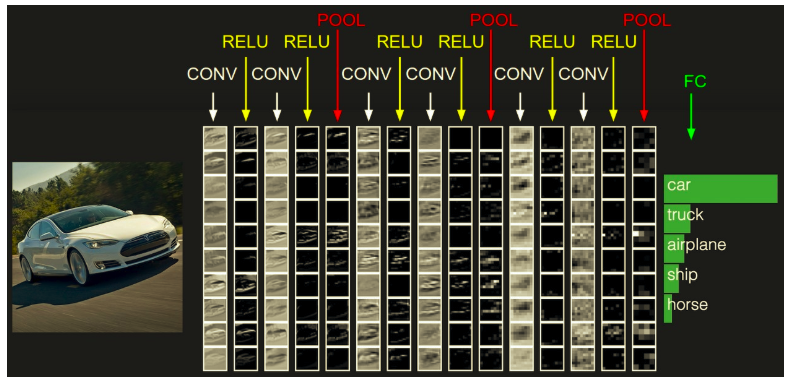 POOL POOL POOL
RELU RELU RELU RELU RELU RELU
CONV CONV CONV CONV CONV CONV
FC
car
truck
airplane
ship
horse